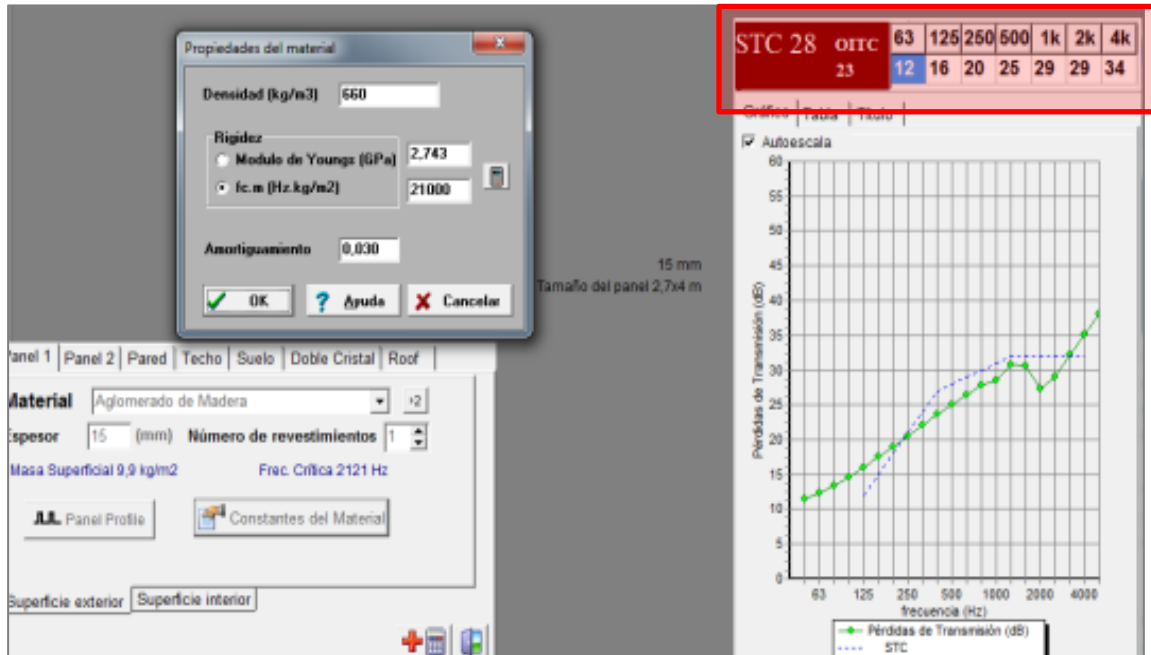 Propiedades del material
Densidad (kg/m3) 660
Rigidez
Modulo de Youngs (GPa) 2,743
fc.m (Hz.kg/m2) 21000
Amortiguamiento 0,030
OK ? Ayuda Cancelar
15 mm
Tamaño del panel 2,7x4 m
anel 1 Panel 2 Pared Techo Suelo Doble Cristal Roof
Material Aglomerado de Madera
Espesor 15 (mm) Número de revestimientos 1
Masa Superficial 9,9 kg/m2 Frec. Crítica 2121 Hz
Panel Profile Constantes del Material
Superficie exterior Superficie interior
STC 28 OITC 63 125 250 500 1k 2k 4k
23 12 16 20 25 29 29 34
Gráfico Tabla Título
Autoescala
Pérdidas de Transmisión (dB)
60
55
50
45
40
35
30
25
20
15
10
5
0
63 125 250 500 1000 2000 4000
frecuencia (Hz)
Pérdidas de Transmisión (dB)
STC